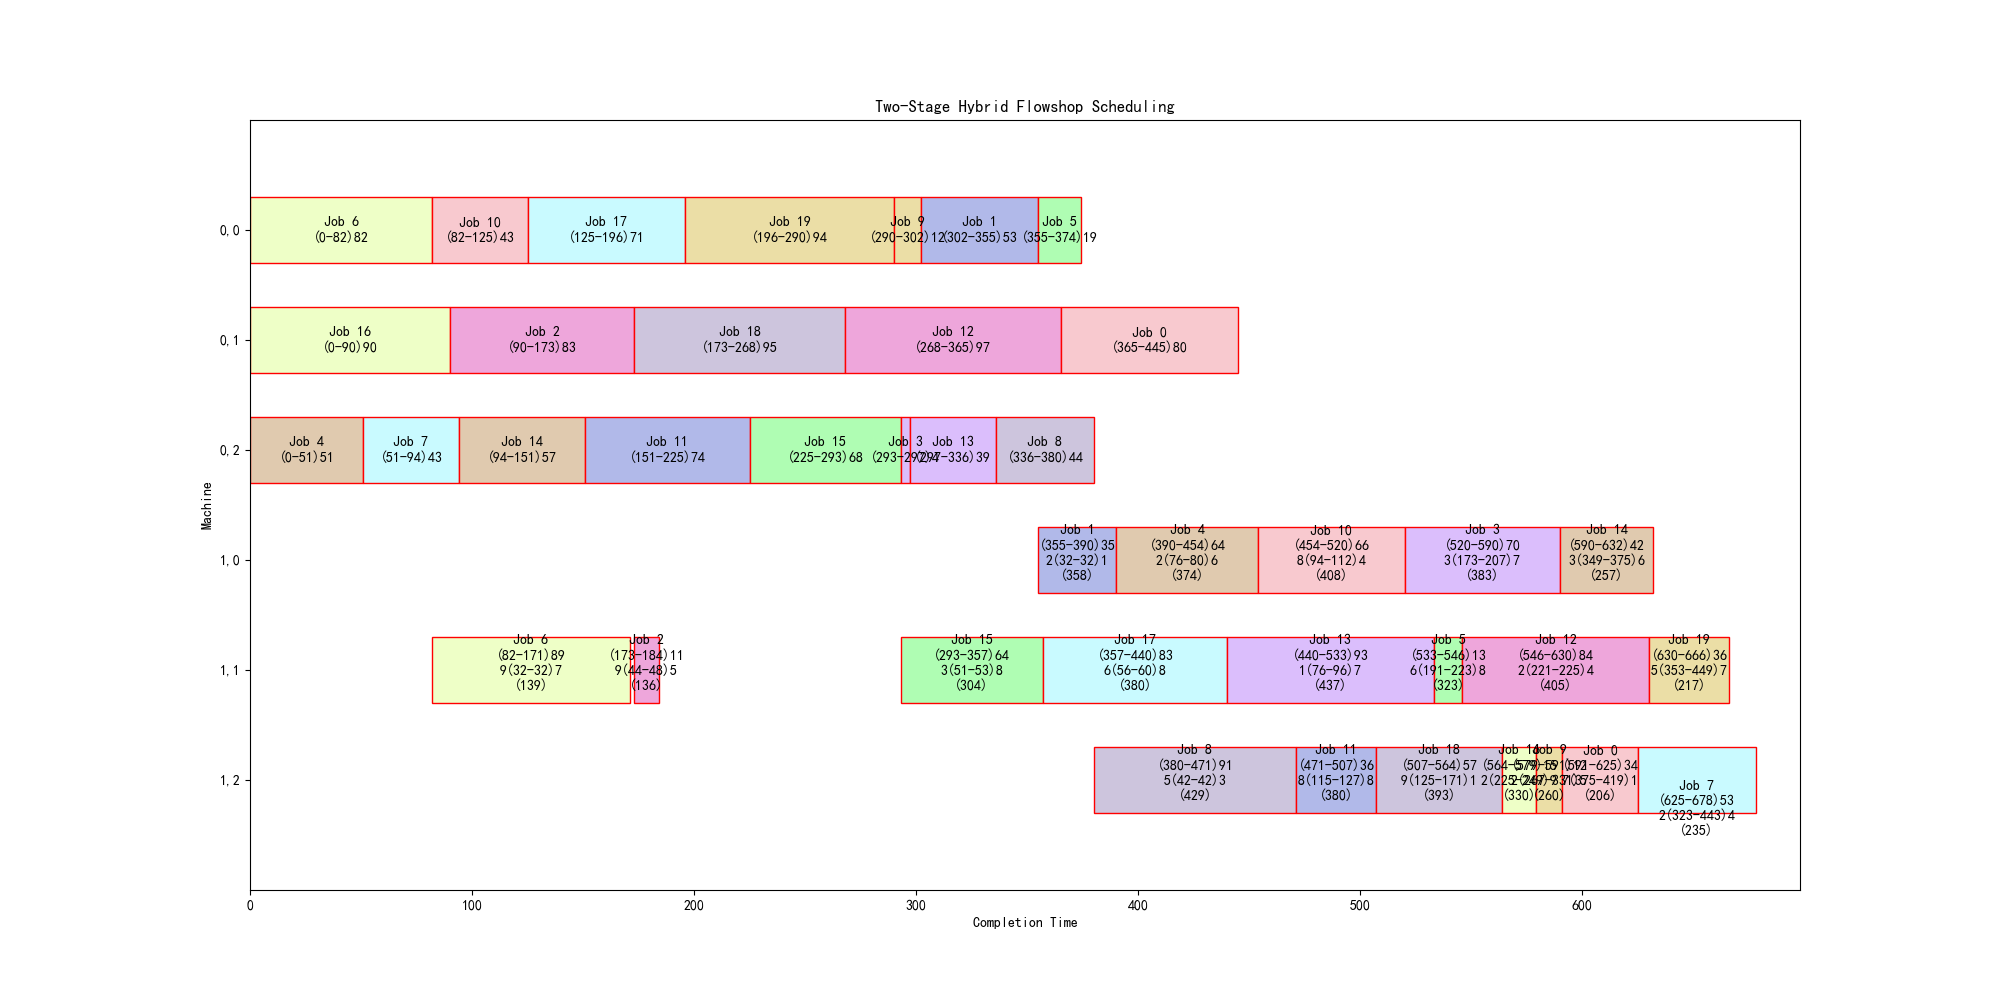 Two-Stage Hybrid Flowshop Scheduling
0,0
Job 6
(0-82)82
Job 10
(82-125)43
Job 17
(125-196)71
Job 19
(196-290)94
Job 9
(290-302)12
Job 1
(302-355)53
Job 5
(355-374)19
0,1
Job 16
(0-90)90
Job 2
(90-173)83
Job 18
(173-268)95
Job 12
(268-365)97
Job 0
(365-445)80
0,2
Job 4
(0-51)51
Job 7
(51-94)43
Job 14
(94-151)57
Job 11
(151-225)74
Job 15
(225-293)68
Job 3
(293-297)4
Job 13
(297-336)39
Job 8
(336-380)44
Machine
1,0
Job 1
(355-390)35
2(32-32)1
(358)
Job 4
(390-454)64
2(76-80)6
(374)
Job 10
(454-520)66
8(94-112)4
(408)
Job 3
(520-590)70
3(173-207)7
(383)
Job 14
(590-632)42
3(349-375)6
(257)
1,1
Job 6
(82-171)89
9(32-32)7
(139)
Job 2
(173-184)11
9(44-48)5
(136)
Job 15
(293-357)64
3(51-53)8
(304)
Job 17
(357-440)83
6(56-60)8
(380)
Job 13
(440-533)93
1(76-96)7
(437)
Job 5
(533-546)13
6(191-223)8
(323)
Job 12
(546-630)84
2(221-225)4
(405)
Job 19
(630-666)36
5(353-449)7
(217)
1,2
Job 8
(380-471)91
5(42-42)3
(429)
Job 11
(471-507)36
8(115-127)8
(380)
Job 18
(507-564)57
9(125-171)1
(393)
Job 16
(564-579)15
(330)
Job 9
(579-591)12
(260)
Job 0
(591-625)34
(206)
Job 7
(625-678)53
2(323-443)4
(235)
0
100
200
300
400
500
600
Completion Time